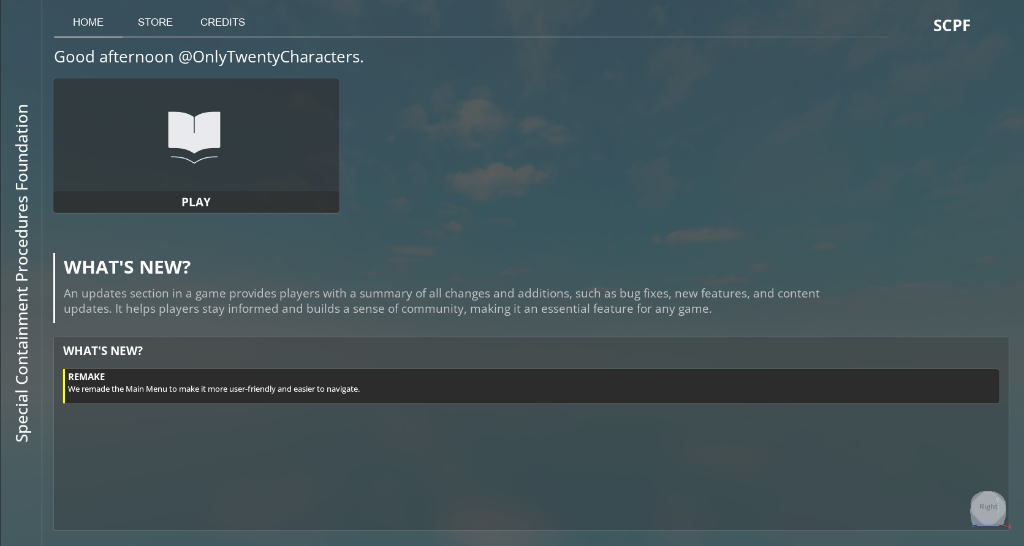 HOME STORE CREDITS
SCPF
Good afternoon @OnlyTwentyCharacters.
PLAY
Special Containment Procedures Foundation
WHAT'S NEW?
An updates section in a game provides players with a summary of all changes and additions, such as bug fixes, new features, and content
updates. It helps players stay informed and builds a sense of community, making it an essential feature for any game.
WHAT'S NEW?
REMAKE
We remade the Main Menu to make it more user-friendly and easier to navigate.
Right